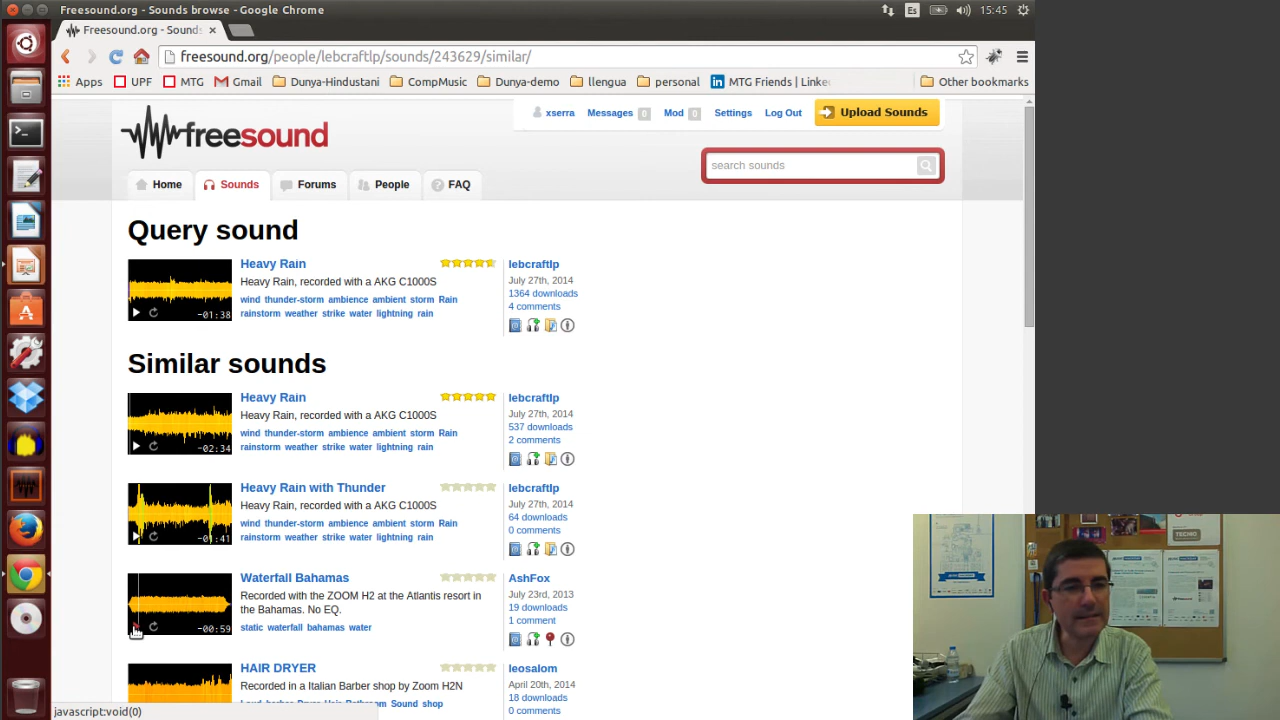 Freesound.org - Sounds browse - Google Chrome
Es
15:45
Freesound.org - Sounds
freesound.org/people/lebcraftlp/sounds/243629/similar/
Apps UPF MTG Gmail Dunya-Hindustani CompMusic Dunya-demo llengua personal MTG Friends | Linke Other bookmarks
freesound
xserra Messages 0 Mod 0 Settings Log Out Upload Sounds
search sounds
Home Sounds Forums People FAQ
Query sound
Heavy Rain
Heavy Rain, recorded with a AKG C1000S
wind thunder-storm ambience ambient storm Rain
rainstorm weather strike water lightning rain
-01:38
lebcraftlp
July 27th, 2014
1364 downloads
4 comments
Similar sounds
Heavy Rain
Heavy Rain, recorded with a AKG C1000S
wind thunder-storm ambience ambient storm Rain
rainstorm weather strike water lightning rain
-02:34
lebcraftlp
July 27th, 2014
537 downloads
2 comments
Heavy Rain with Thunder
Heavy Rain, recorded with a AKG C1000S
wind thunder-storm ambience ambient storm Rain
rainstorm weather strike water lightning rain
-01:41
lebcraftlp
July 27th, 2014
64 downloads
0 comments
Waterfall Bahamas
Recorded with the ZOOM H2 at the Atlantis resort in
the Bahamas. No EQ.
static waterfall bahamas water
-00:59
AshFox
July 23rd, 2013
19 downloads
1 comment
HAIR DRYER
Recorded in a Italian Barber shop by Zoom H2N
Loud barber Dryer Hair Bathroom Sound shop
leosalom
April 20th, 2014
18 downloads
0 comments
javascript:void(0)